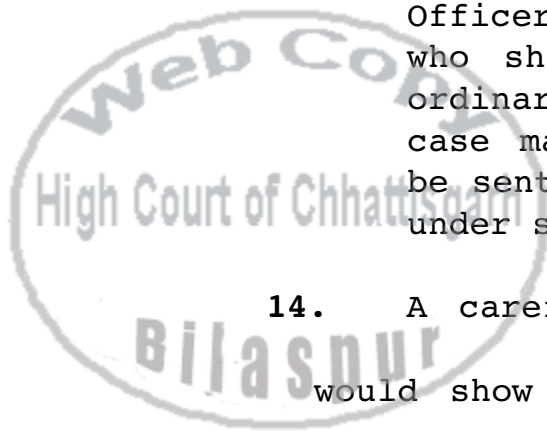 Officer
who sh
ordinar
case ma
be sent
under s
14. A caref
would show
Web Copy
High Court of Chhattisgarh
Bilaspur